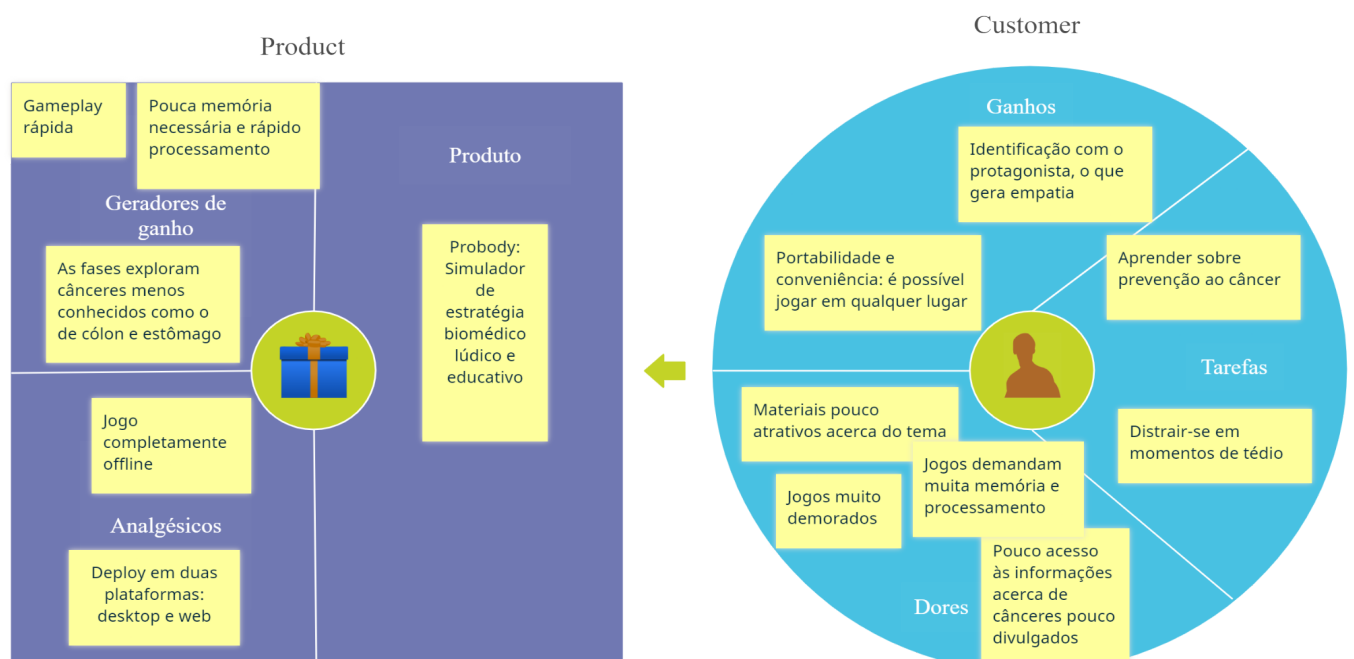 Product
Gameplay
rápida
Pouca memória
necessária e rápido
processamento
Produto
Geradores de
ganho
As fases exploram
cânceres menos
conhecidos como o
de cólon e estômago
Probody:
Simulador
de
estratégia
biomédico
lúdico e
educativo
Jogo
completamente
offline
Analgésicos
Deploy em duas
plataformas:
desktop e web
Customer
Ganhos
Identificação com o
protagonista, o que
gera empatia
Portabilidade e
conveniência: é possível
jogar em qualquer lugar
Aprender sobre
prevenção ao câncer
Tarefas
Distrair-se em
momentos de tédio
Materiais pouco
atrativos acerca do tema
Jogos demandam
muita memória e
processamento
Jogos muito
demorados
Pouco acesso
às informações
acerca de
cânceres pouco
divulgados
Dores